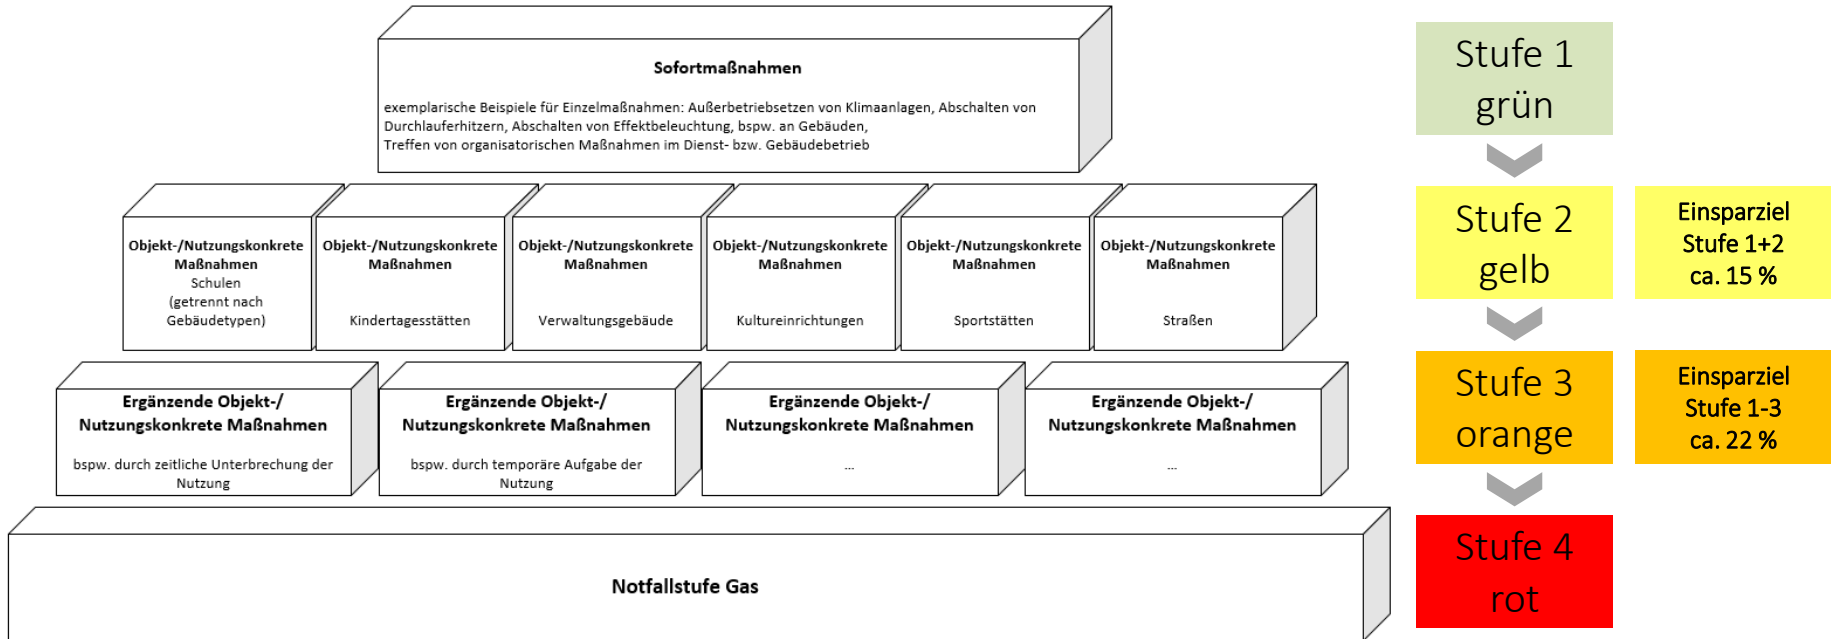 Sofortmaßnahmen
exemplarische Beispiele für Einzelmaßnahmen: Außerbetriebsetzen von Klimaanlagen, Abschalten von
Durchlauferhitzern, Abschalten von Effektbeleuchtung, bspw. an Gebäuden,
Treffen von organisatorischen Maßnahmen im Dienst- bzw. Gebäudebetrieb
Stufe 1
grün
Objekt-/Nutzungskonkrete
Maßnahmen
Schulen
(getrennt nach
Gebäudetypen)
Objekt-/Nutzungskonkrete
Maßnahmen
Kindertagesstätten
Objekt-/Nutzungskonkrete
Maßnahmen
Verwaltungsgebäude
Objekt-/Nutzungskonkrete
Maßnahmen
Kultureinrichtungen
Objekt-/Nutzungskonkrete
Maßnahmen
Sportstätten
Objekt-/Nutzungskonkrete
Maßnahmen
Straßen
Stufe 2
gelb
Einsparziel
Stufe 1+2
ca. 15 %
Ergänzende Objekt-/
Nutzungskonkrete Maßnahmen
bspw. durch zeitliche Unterbrechung der
Nutzung
Ergänzende Objekt-/
Nutzungskonkrete Maßnahmen
bspw. durch temporäre Aufgabe der
Nutzung
Ergänzende Objekt-/
Nutzungskonkrete Maßnahmen
...
Ergänzende Objekt-/
Nutzungskonkrete Maßnahmen
...
Stufe 3
orange
Einsparziel
Stufe 1-3
ca. 22 %
Notfallstufe Gas
Stufe 4
rot